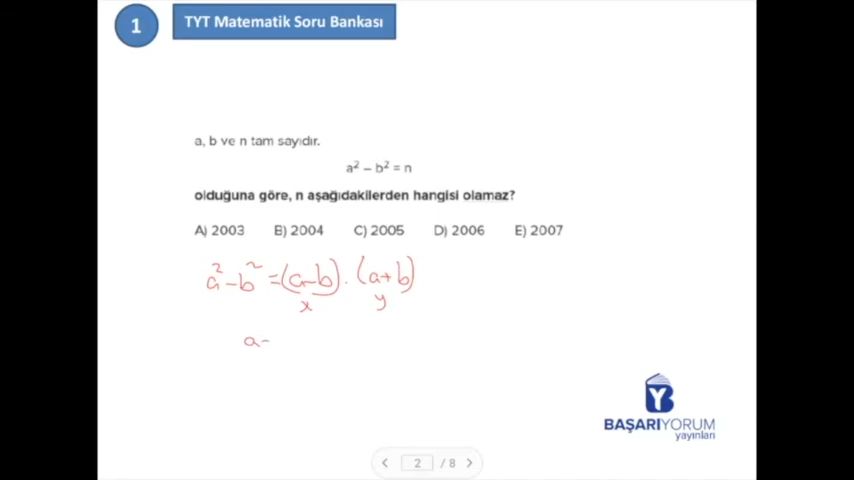 1
TYT Matematik Soru Bankası
a, b ve n tam sayıdır.
a² – b² = n
olduğuna göre, n aşağıdakilerden hangisi olamaz?
A) 2003 B) 2004 C) 2005 D) 2006 E) 2007
a² – b² = (a–b) . (a+b)
x y
a-
BAŞARIYORUM
yayınları
2 / 8